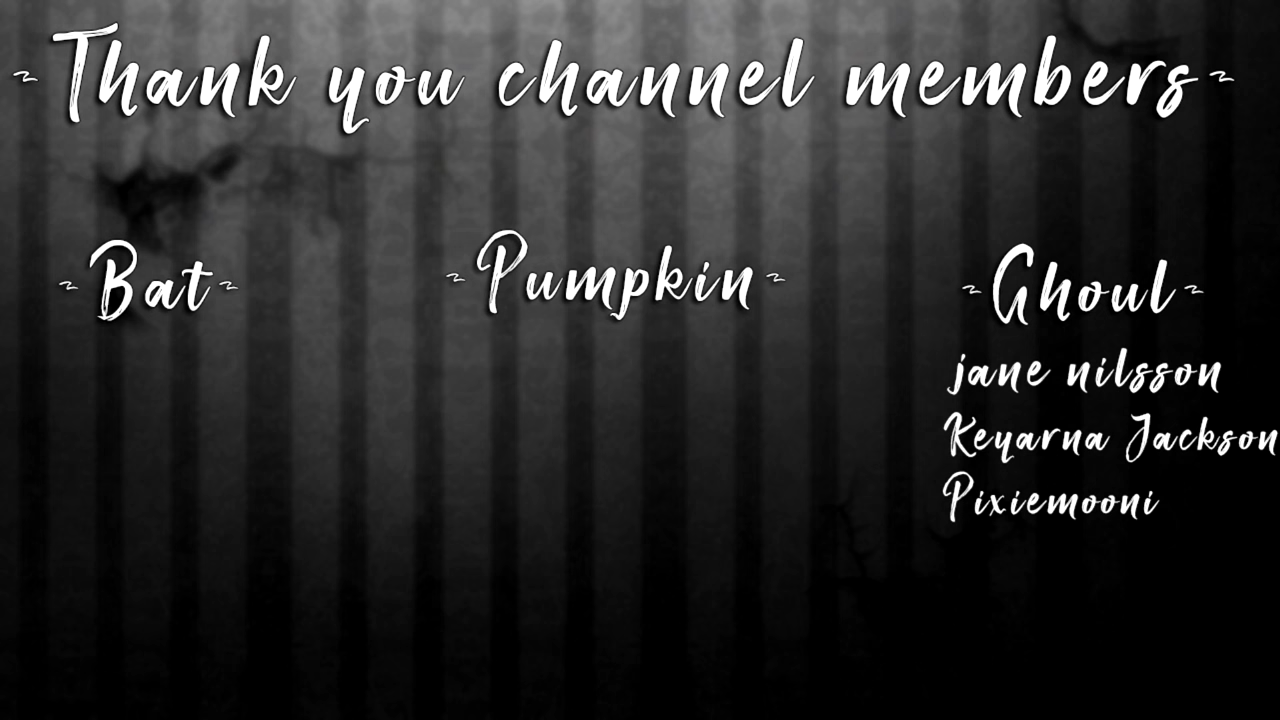 ~Thank you channel members~
~Bat~
~Pumpkin~
~Ghoul~
jane nilsson
Keyarna Jackson
Pixiemooni